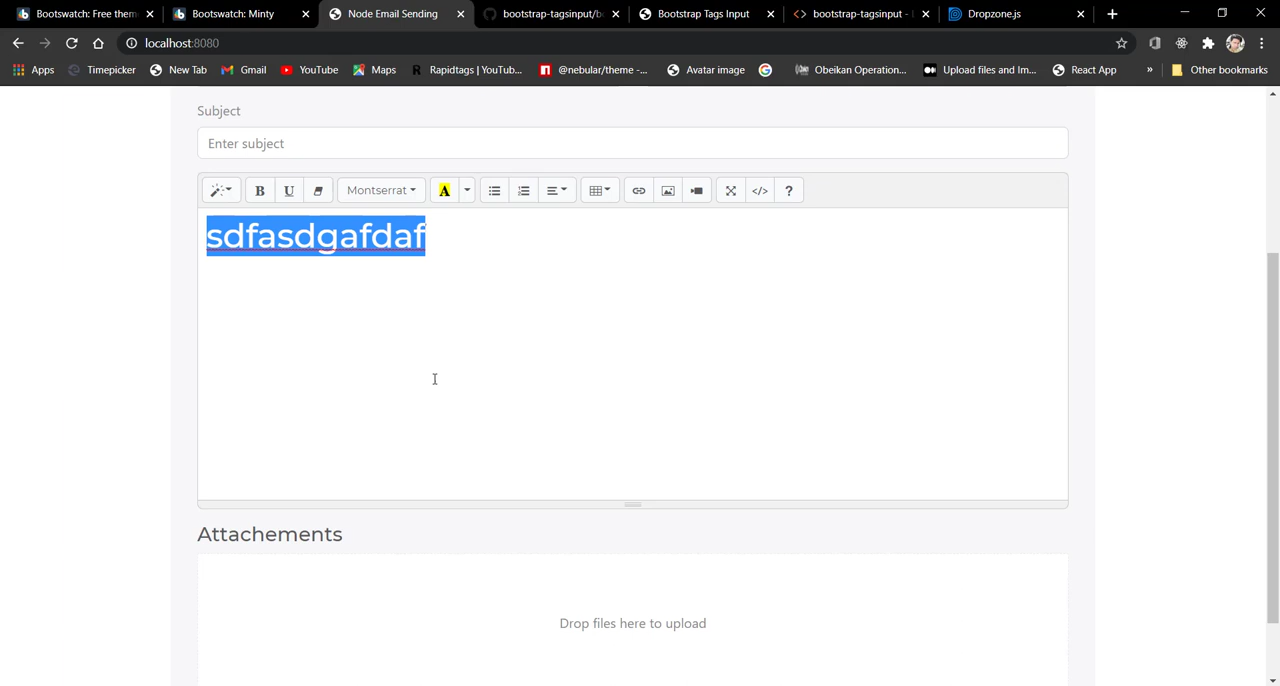 Bootswatch: Free them
Bootswatch: Minty
Node Email Sending
bootstrap-tagsinput/b
Bootstrap Tags Input
bootstrap-tagsinput -
Dropzone.js
localhost:8080
Apps
Timepicker
New Tab
Gmail
YouTube
Maps
Rapidtags | YouTub...
@nebular/theme -...
Avatar image
Obeikan Operation...
Upload files and Im...
React App
»
Other bookmarks
Subject
Enter subject
B
U
Montserrat
A
</>
?
sdfasdgafdaf
Attachements
Drop files here to upload